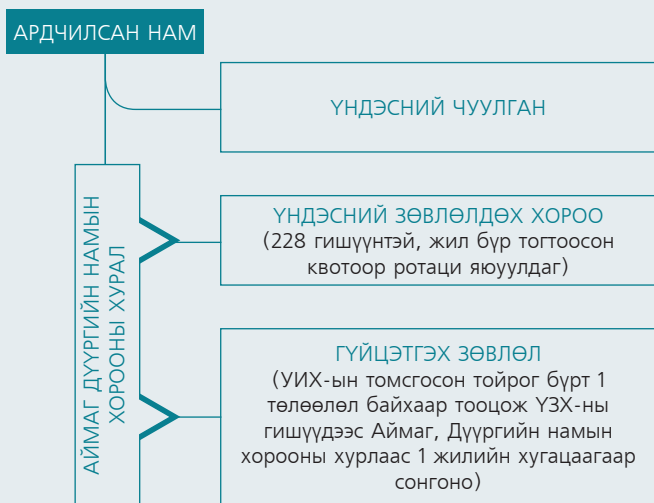 АРДЧИЛСАН НАМ
ҮНДЭСНИЙ ЧУУЛГАН
АЙМАГ ДҮҮРГИЙН НАМЫН
ХОРООНЫ ХУРАЛ
ҮНДЭСНИЙ ЗӨВЛӨЛДӨХ ХОРОО
(228 гишүүнтэй, жил бүр тогтоосон
квотоор ротаци яюуулдаг)
ГҮЙЦЭТГЭХ ЗӨВЛӨЛ
(УИХ-ын томсгосон тойрог бүрт 1
төлөөлөл байхаар тооцож ҮЗХ-ны
гишүүдээс Аймаг, Дүүргийн намын
хорооны хурлаас 1 жилийн хугацаагаар
сонгоно)